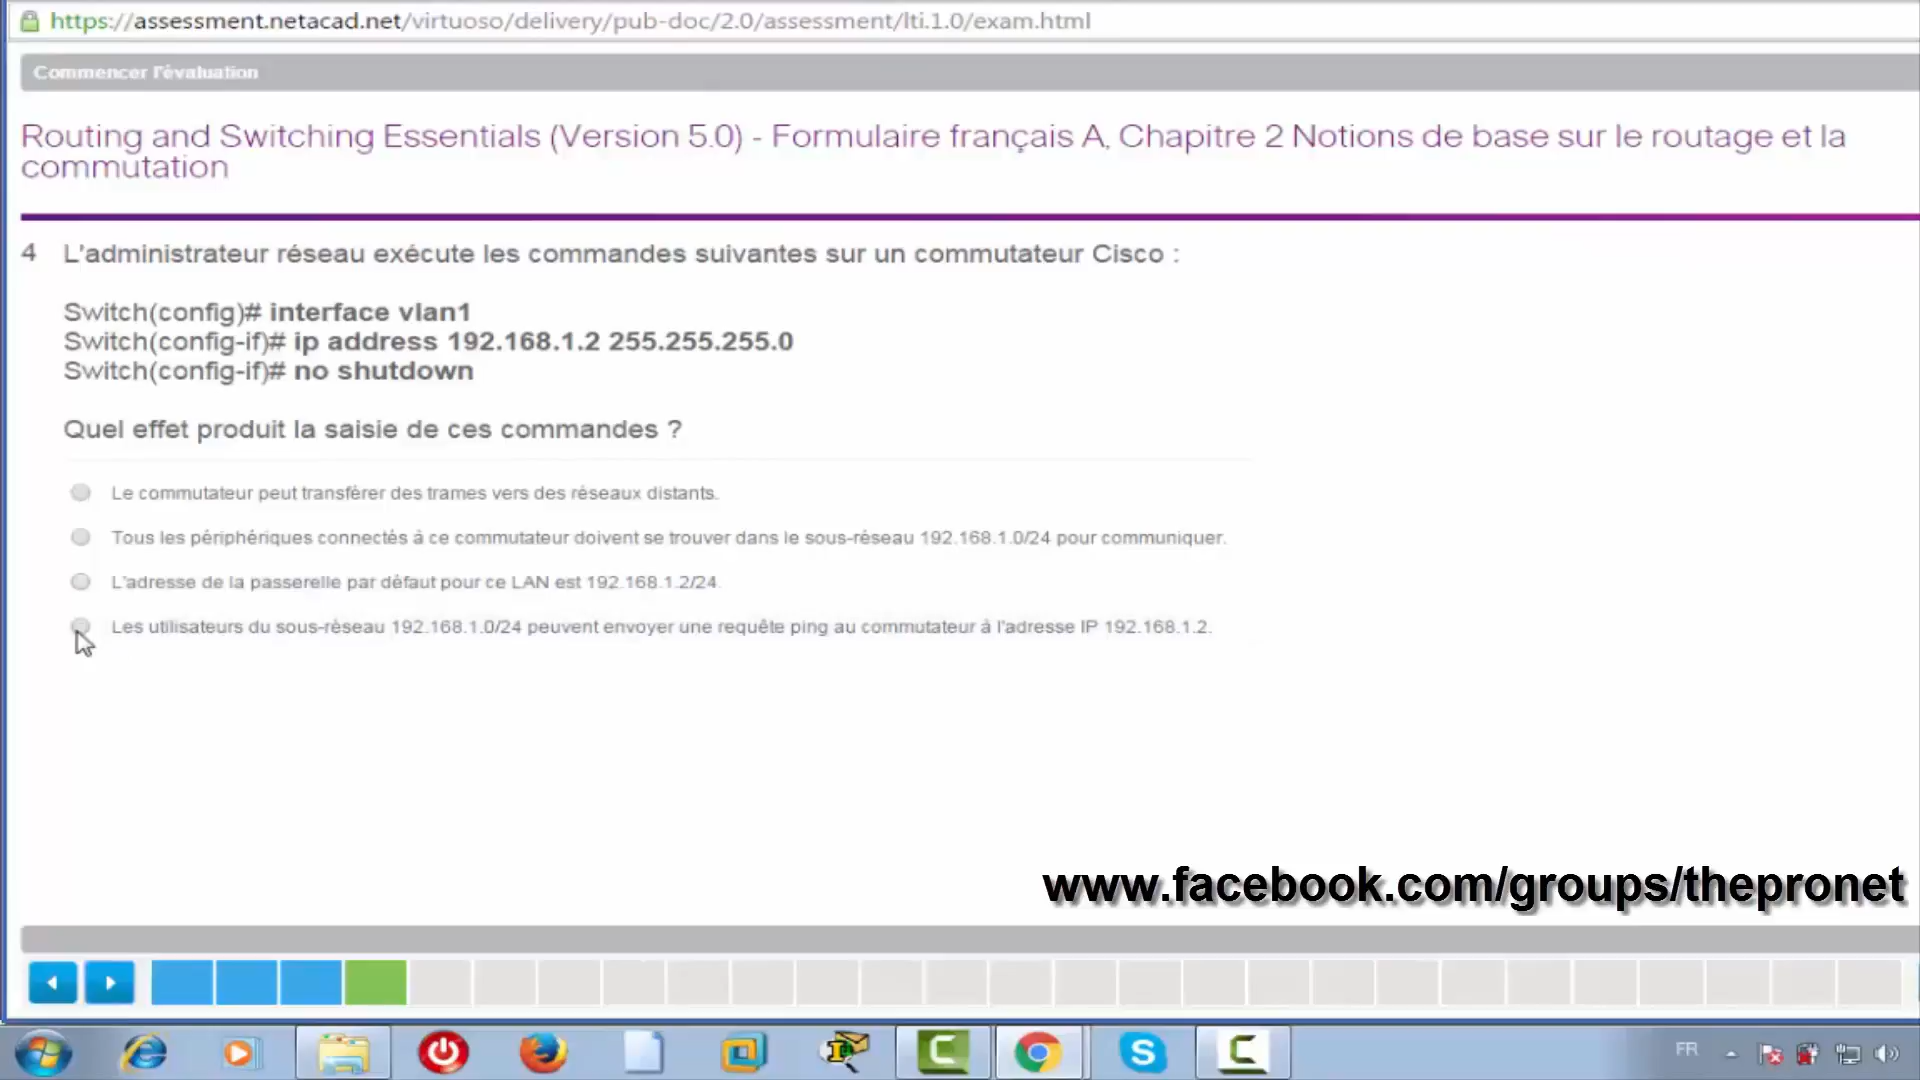 https://assessment.netacad.net/virtuoso/delivery/pub-doc/2.0/assessment/lti.1.0/exam.html
Commencer l'évaluation
Routing and Switching Essentials (Version 5.0) - Formulaire français A, Chapitre 2 Notions de base sur le routage et la
commutation
4 L'administrateur réseau exécute les commandes suivantes sur un commutateur Cisco :
Switch(config)# interface vlan1
Switch(config-if)# ip address 192.168.1.2 255.255.255.0
Switch(config-if)# no shutdown
Quel effet produit la saisie de ces commandes ?
Le commutateur peut transférer des trames vers des réseaux distants.
Tous les périphériques connectés à ce commutateur doivent se trouver dans le sous-réseau 192.168.1.0/24 pour communiquer.
L'adresse de la passerelle par défaut pour ce LAN est 192.168.1.2/24.
Les utilisateurs du sous-réseau 192.168.1.0/24 peuvent envoyer une requête ping au commutateur à l'adresse IP 192.168.1.2.
www.facebook.com/groups/thepronet
FR